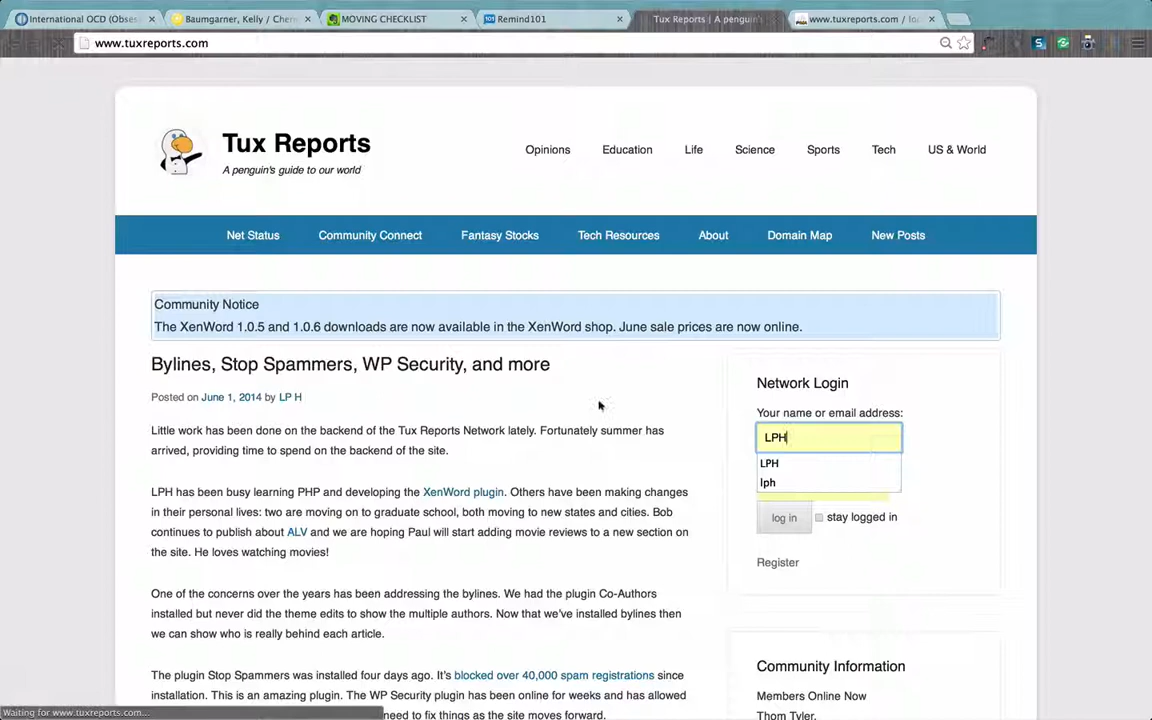 International OCD (Obses
Baumgarner, Kelly / Chem
MOVING CHECKLIST
Remind101
Tux Reports | A penguin's
www.tuxreports.com / loc
www.tuxreports.com
Tux Reports
A penguin's guide to our world
Opinions Education Life Science Sports Tech US & World
Net Status Community Connect Fantasy Stocks Tech Resources About Domain Map New Posts
Community Notice
The XenWord 1.0.5 and 1.0.6 downloads are now available in the XenWord shop. June sale prices are now online.
Bylines, Stop Spammers, WP Security, and more
Posted on June 1, 2014 by LP H
Little work has been done on the backend of the Tux Reports Network lately. Fortunately summer has
arrived, providing time to spend on the backend of the site.
LPH has been busy learning PHP and developing the XenWord plugin. Others have been making changes
in their personal lives: two are moving on to graduate school, both moving to new states and cities. Bob
continues to publish about ALV and we are hoping Paul will start adding movie reviews to a new section on
the site. He loves watching movies!
One of the concerns over the years has been addressing the bylines. We had the plugin Co-Authors
installed but never did the theme edits to show the multiple authors. Now that we've installed bylines then
we can show who is really behind each article.
The plugin Stop Spammers was installed four days ago. It's blocked over 40,000 spam registrations since
installation. This is an amazing plugin. The WP Security plugin has been online for weeks and has allowed
need to fix things as the site moves forward.
Network Login
Your name or email address:
LPH
LPH
lph
log in
stay logged in
Register
Community Information
Members Online Now
Thom Tyler,
Waiting for www.tuxreports.com...